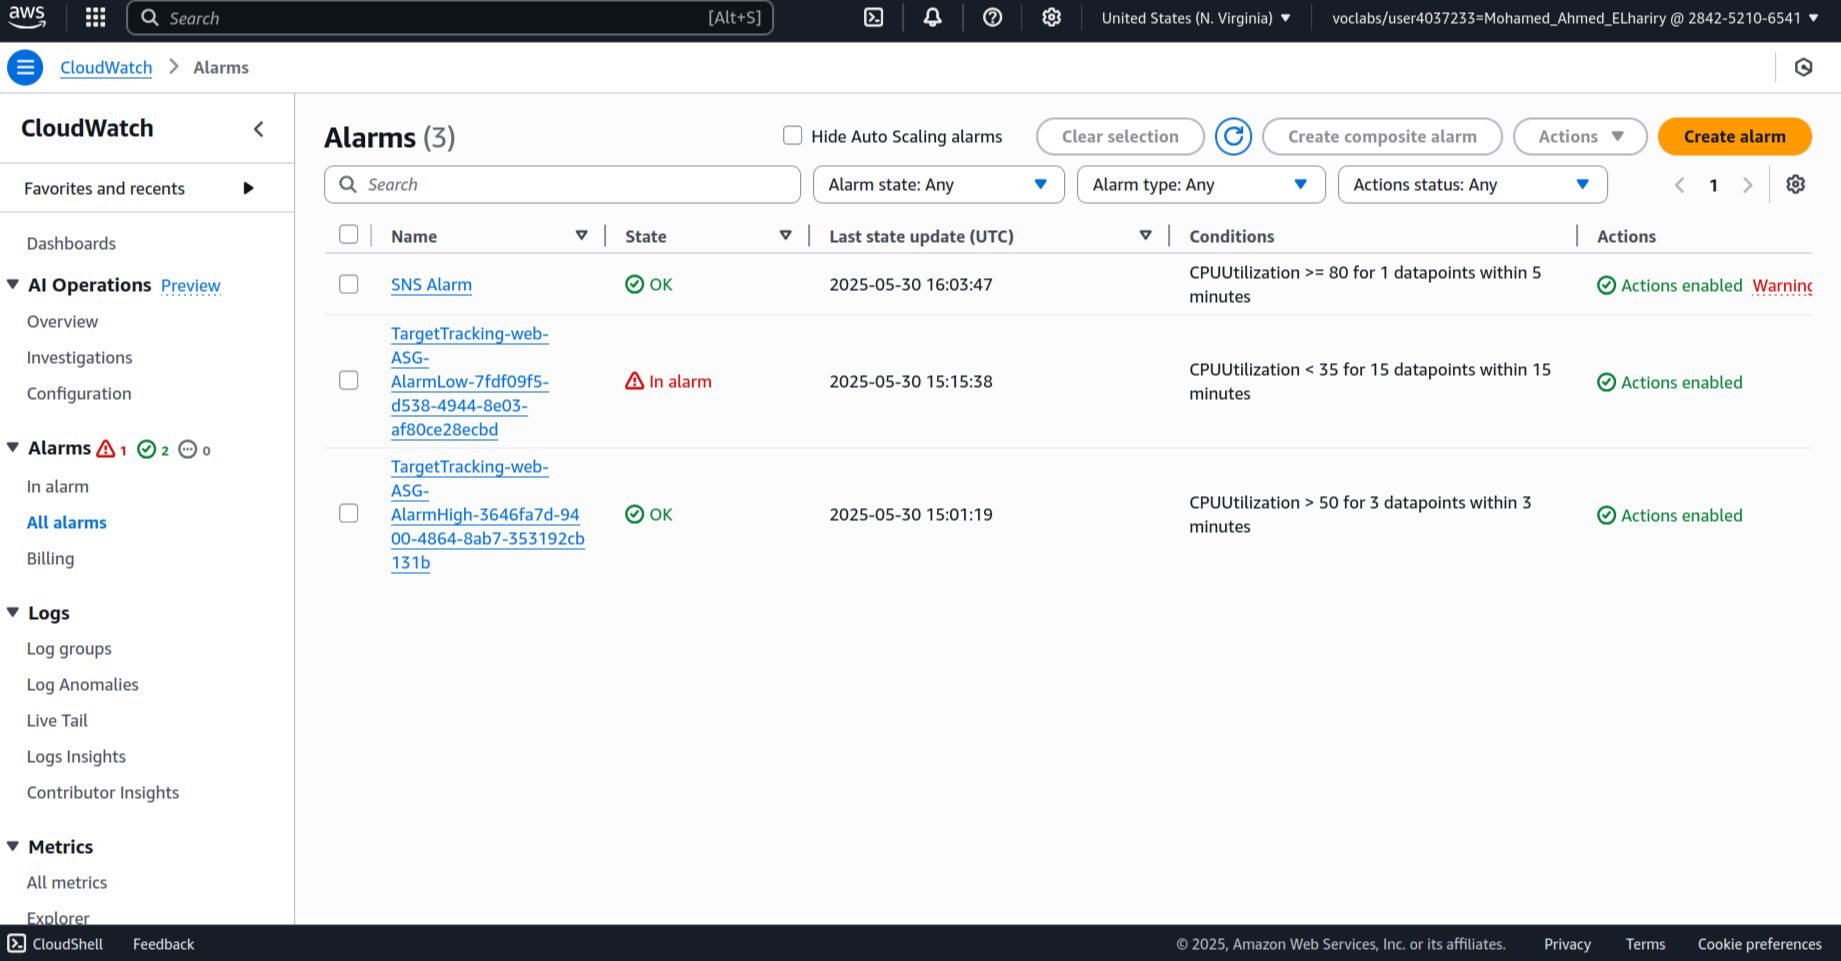 aws
Search
[Alt+S]
United States (N. Virginia)
voclabs/user4037233=Mohamed_Ahmed_ELhariry @ 2842-5210-6541
CloudWatch
Alarms
CloudWatch
Favorites and recents
Dashboards
AI Operations Preview
Overview
Investigations
Configuration
Alarms 1 2 0
In alarm
All alarms
Billing
Logs
Log groups
Log Anomalies
Live Tail
Logs Insights
Contributor Insights
Metrics
All metrics
Explorer
Alarms (3)
Hide Auto Scaling alarms
Clear selection
Create composite alarm
Actions
Create alarm
Search
Alarm state: Any
Alarm type: Any
Actions status: Any
1
Name
State
Last state update (UTC)
Conditions
Actions
SNS Alarm
OK
2025-05-30 16:03:47
CPUUtilization >= 80 for 1 datapoints within 5
minutes
Actions enabled
Warning
TargetTracking-web-
ASG-
AlarmLow-7fdf09f5-
d538-4944-8e03-
af80ce28ecbd
In alarm
2025-05-30 15:15:38
CPUUtilization < 35 for 15 datapoints within 15
minutes
Actions enabled
TargetTracking-web-
ASG-
AlarmHigh-3646fa7d-94
00-4864-8ab7-353192cb
131b
OK
2025-05-30 15:01:19
CPUUtilization > 50 for 3 datapoints within 3
minutes
Actions enabled
CloudShell
Feedback
© 2025, Amazon Web Services, Inc. or its affiliates.
Privacy
Terms
Cookie preferences